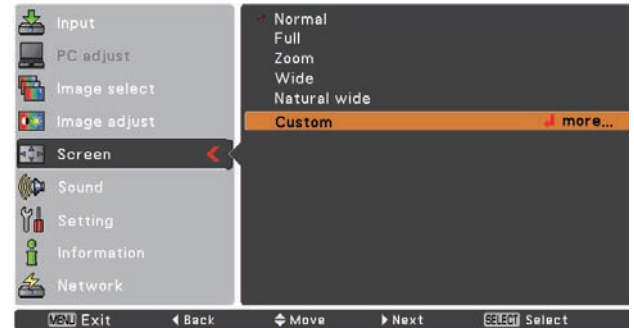 Input
PC adjust
Image select
Image adjust
Screen
Sound
Setting
Information
Network
Normal
Full
Zoom
Wide
Natural wide
Custom more...
MENU Exit Back Move Next SELECT Select